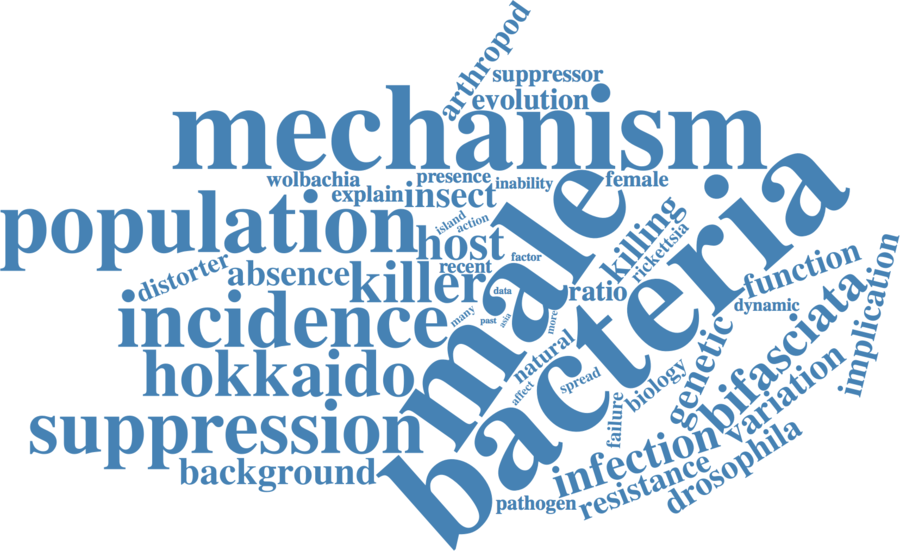 arthropod
suppressor
evolution
mechanism
wolbachia
presence
inability
female
explain
insect
population
island
action
host
male
killing
rickettsia
bacteria
distorter
absence
recent
factor
killer
data
ratio
function
dynamic
implication
incidence
many
past
asia
more
natural
hokkaido
affect
spread
biology
genetic
bifasciata
variation
suppression
failure
infection
background
resistance
drosophila
pathogen